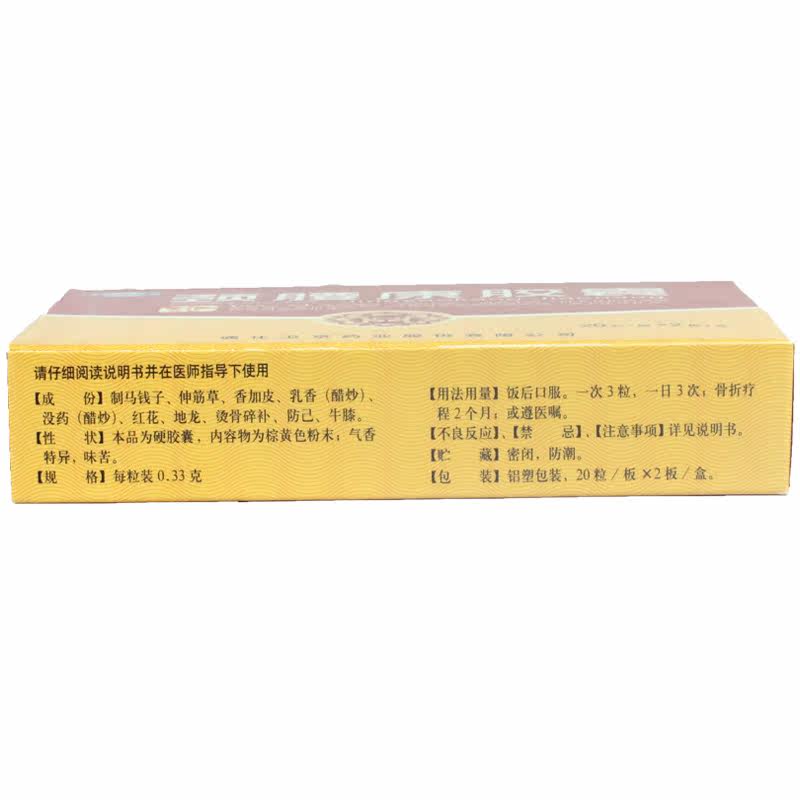 颈腰康胶囊
请仔细阅读说明书并在医师指导下使用
【成　份】制马钱子、伸筋草、香加皮、乳香（醋炒）、
没药（醋炒）、红花、地龙、烫骨碎补、防己、牛膝。
【性　状】本品为硬胶囊，内容物为棕黄色粉末；气香
特异，味苦。
【规　格】每粒装 0.33克
【用法用量】饭后口服。一次3粒，一日3次；骨折疗
程2个月；或遵医嘱。
【不良反应】、【禁　忌】、【注意事项】详见说明书。
【贮　藏】密闭，防潮。
【包　装】铝塑包装，20粒／板×2板／盒。